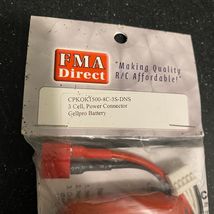 FMA
Direct
"Making Quality
R/C Affordable!"
CPKOK1500-4C-3S-DNS
3 Cell, Power Connector
Cellpro Battery